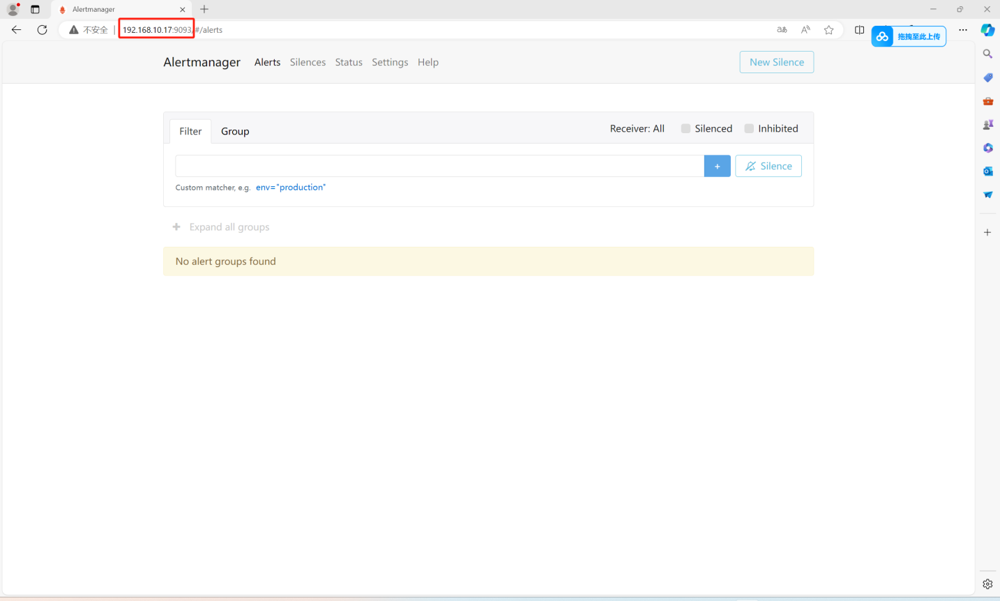 Alertmanager
不安全 | 192.168.10.17:9093/#/alerts
拖拽至此上传
Alertmanager Alerts Silences Status Settings Help New Silence
Filter Group Receiver: All Silenced Inhibited
+ Silence
Custom matcher, e.g. env="production"
+ Expand all groups
No alert groups found